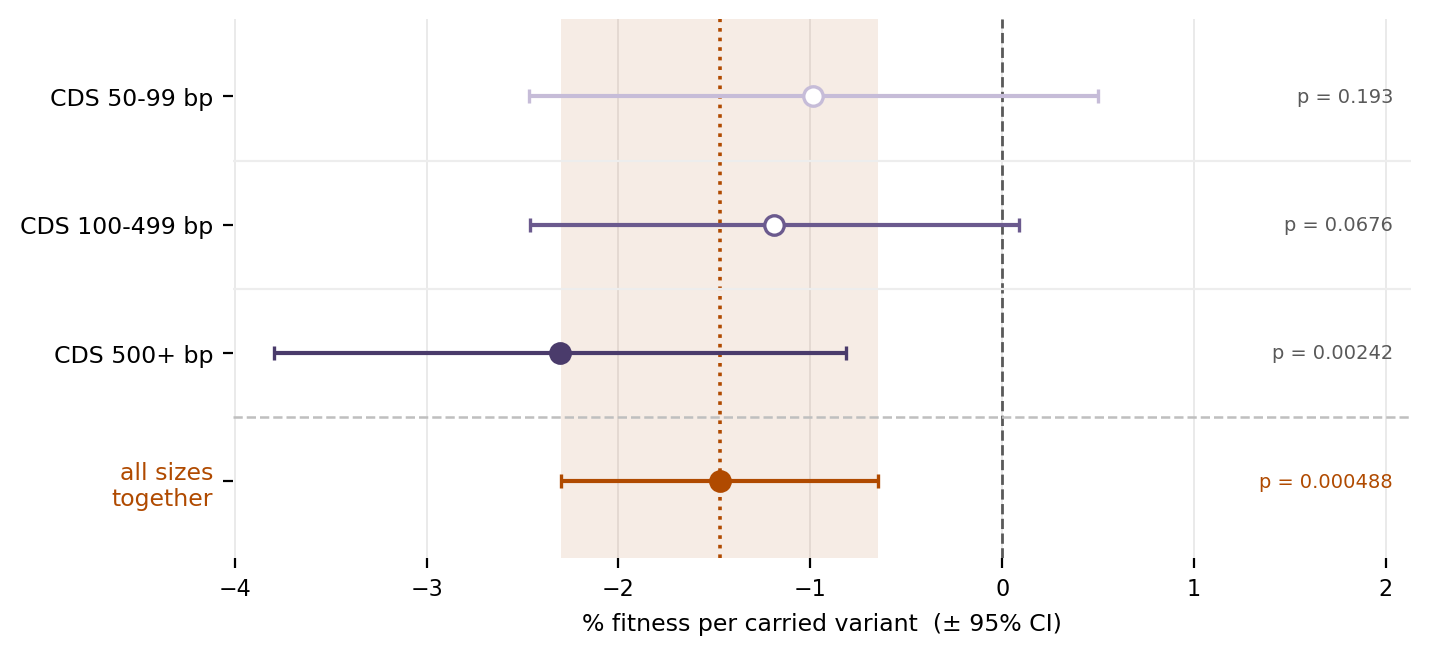 CDS 50-99 bp
p = 0.193
CDS 100-499 bp
p = 0.0676
CDS 500+ bp
p = 0.00242
all sizes
together
p = 0.000488
−4 −3 −2 −1 0 1 2
% fitness per carried variant (± 95% CI)